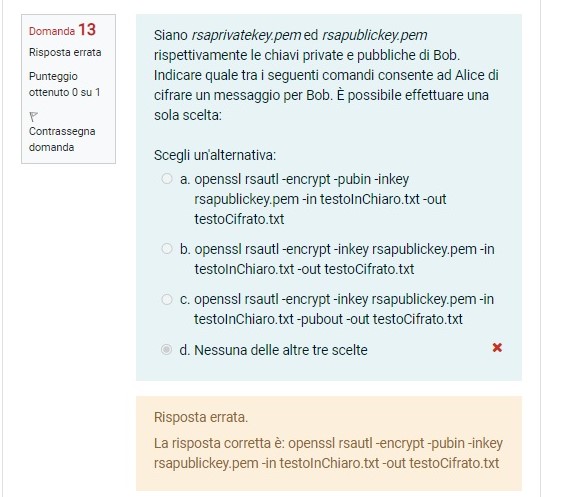 Domanda 13
Risposta errata
Punteggio
ottenuto 0 su 1
Contrassegna
domanda
Siano rsaprivatekey.pem ed rsapublickey.pem
rispettivamente le chiavi private e pubbliche di Bob.
Indicare quale tra i seguenti comandi consente ad Alice di
cifrare un messaggio per Bob. È possibile effettuare una
sola scelta:
Scegli un'alternativa:
a. openssl rsautl -encrypt -pubin -inkey
rsapublickey.pem -in testoInChiaro.txt -out
testoCifrato.txt
b. openssl rsautl -encrypt -inkey rsapublickey.pem -in
testoInChiaro.txt -out testoCifrato.txt
c. openssl rsautl -encrypt -inkey rsapublickey.pem -in
testoInChiaro.txt -pubout -out testoCifrato.txt
d. Nessuna delle altre tre scelte
Risposta errata.
La risposta corretta è: openssl rsautl -encrypt -pubin -inkey
rsapublickey.pem -in testoInChiaro.txt -out testoCifrato.txt